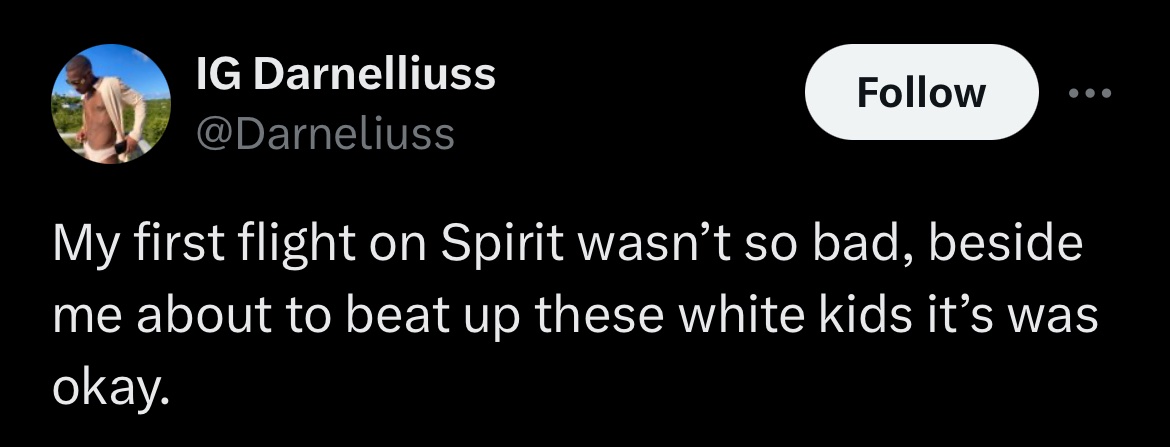 IG Darnelliuss
@Darneliuss
Follow
My first flight on Spirit wasn’t so bad, beside
me about to beat up these white kids it’s was
okay.